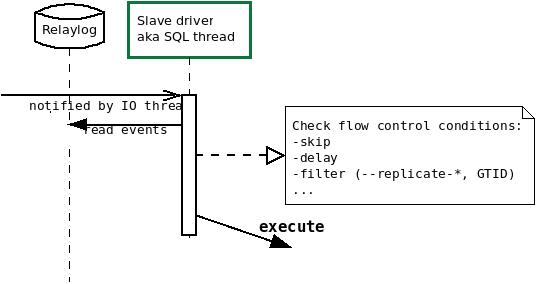 Relaylog
Slave driver
aka SQL thread
notified by IO threa
read events
Check flow control conditions:
-skip
-delay
-filter (--replicate-*, GTID)
...
execute